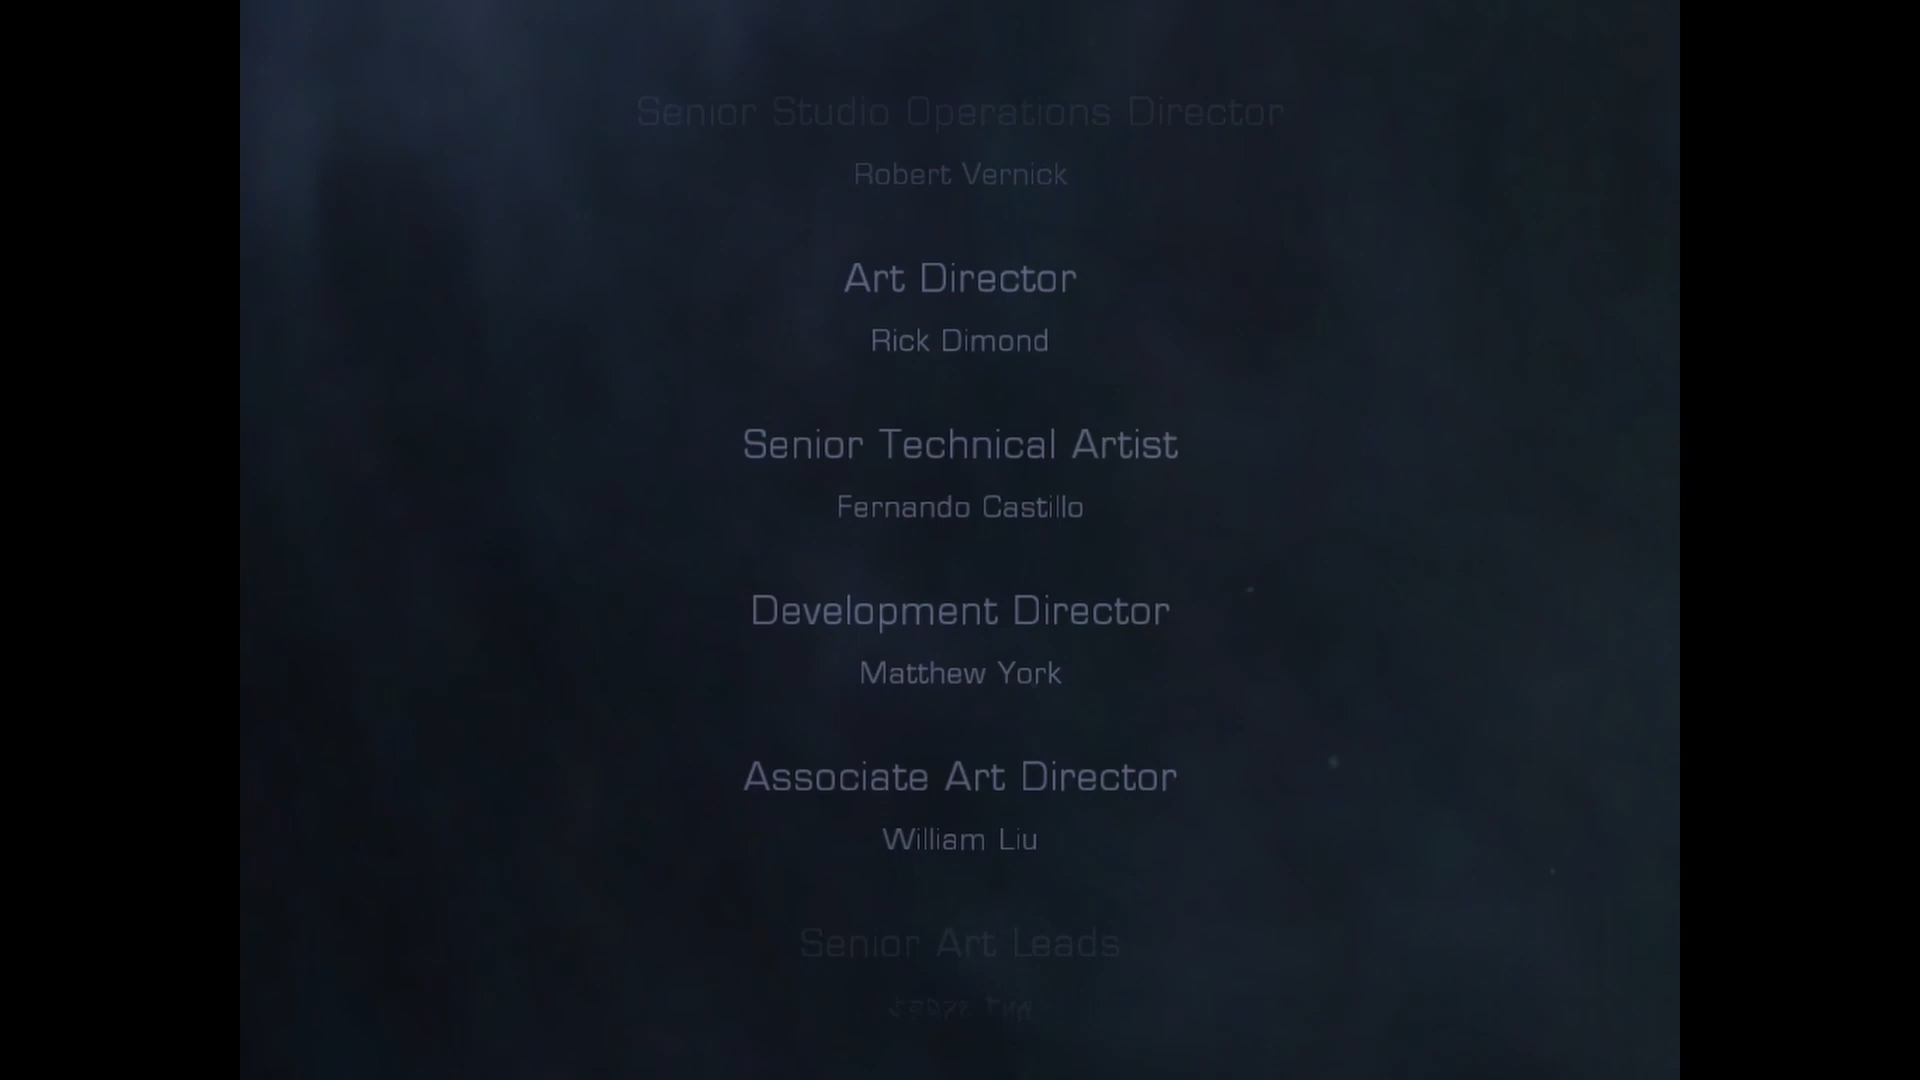 Senior Studio Operations Director
Robert Vernick
Art Director
Rick Dimond
Senior Technical Artist
Fernando Castillo
Development Director
Matthew York
Associate Art Director
William Liu
Senior Art Leads